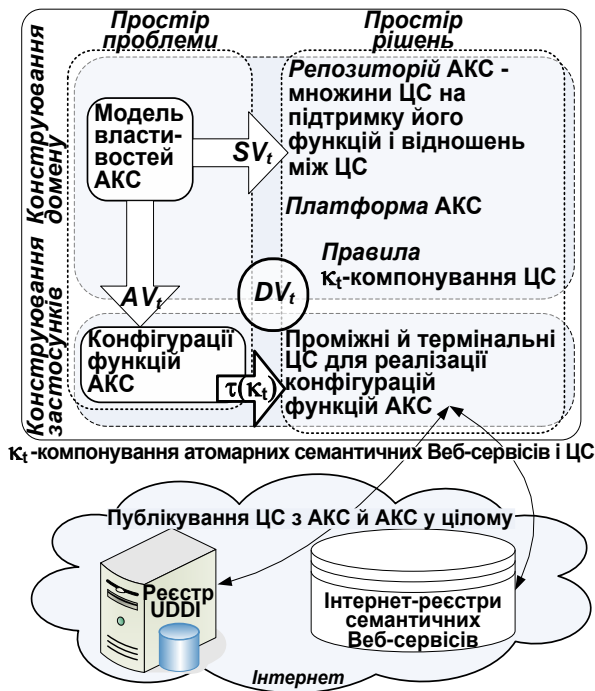 Простір
проблеми
Простір
рішень
Конструювання
домену
Модель
власти-
востей
АКС
SVt
Репозиторій АКС -
множини ЦС на
підтримку його
функцій і відношень
між ЦС
Платформа АКС
Правила
κt-компонування ЦС
AVt
DVt
Конструювання
застосунків
Конфігурації
функцій
АКС
τ(κt)
Проміжні й термінальні
ЦС для реалізації
конфігурацій
функцій АКС
κt-компонування атомарних семантичних Веб-сервісів і ЦС
Публікування ЦС з АКС й АКС у цілому
Реєстр
UDDI
Інтернет-реєстри
семантичних
Веб-сервісів
Інтернет